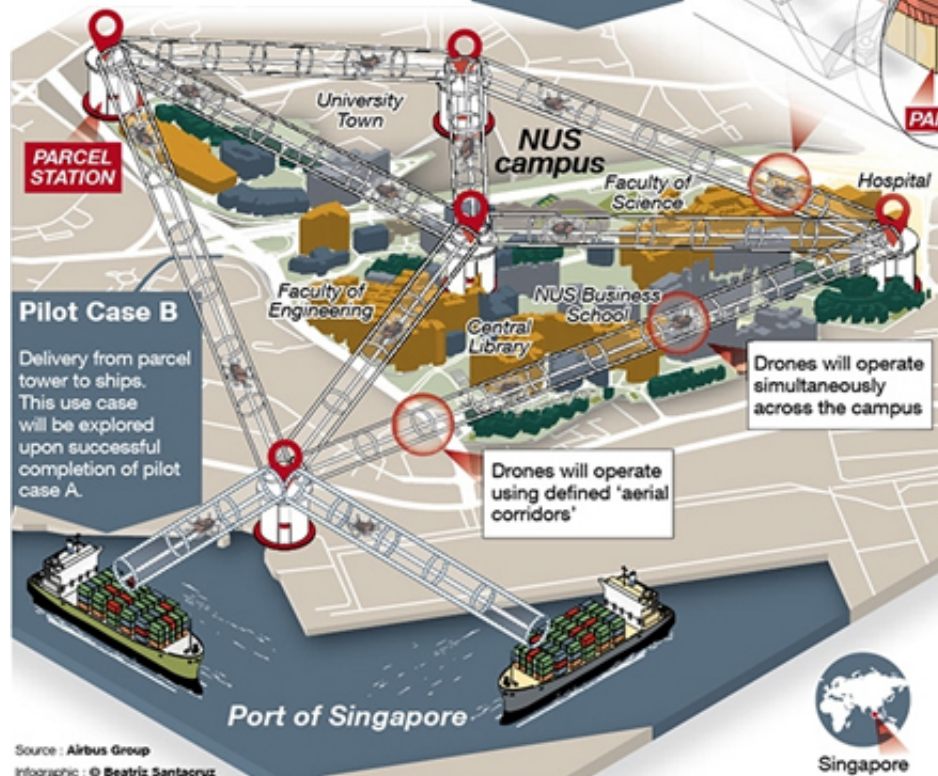 University
Town
PARCEL
STATION
NUS
campus
Faculty of
Science
Hospital
Pilot Case B
Delivery from parcel
tower to ships.
This use case
will be explored
upon successful
completion of pilot
case A.
Faculty of
Engineering
Central
Library
NUS Business
School
Drones will operate
simultaneously
across the campus
Drones will operate
using defined ‘aerial
corridors’
Port of Singapore
Singapore
Source : Airbus Group
Infographic : © Beatriz Santacruz